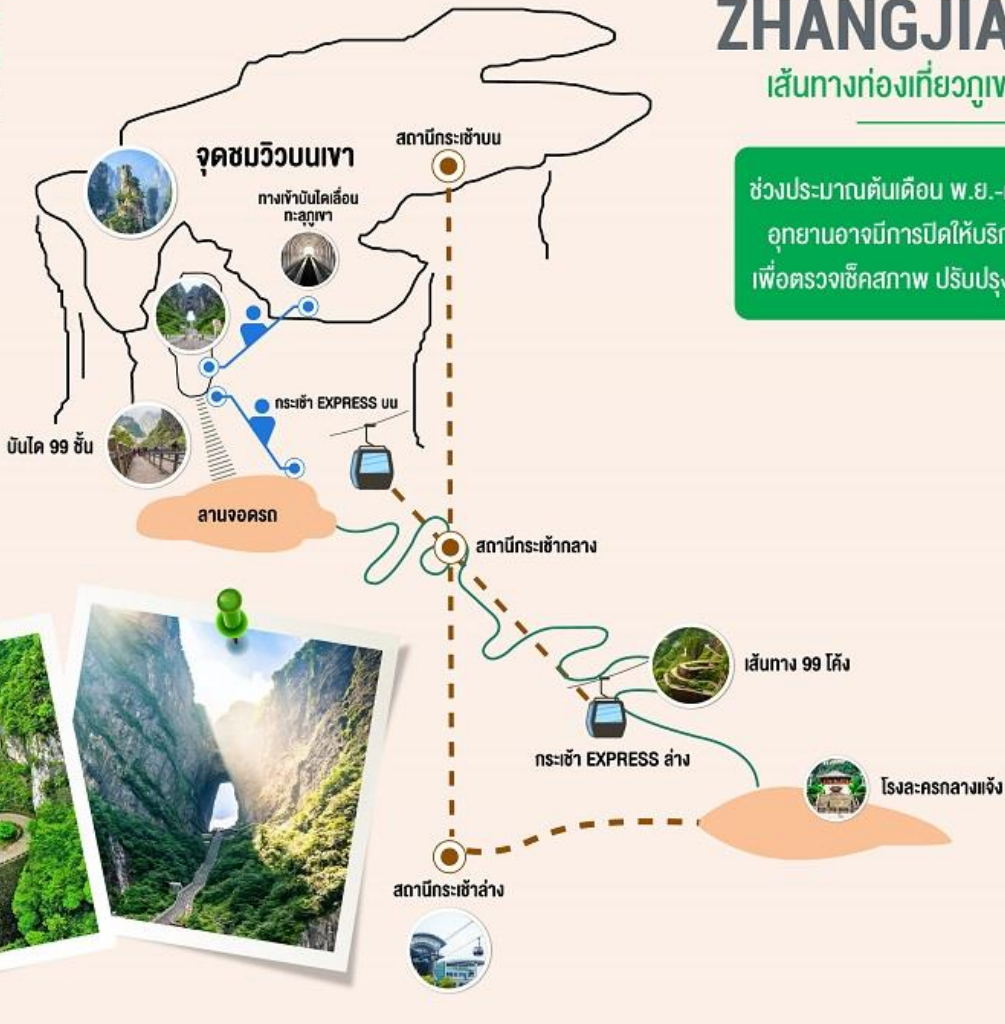 ZHANGJIA
เส้นทางท่องเที่ยวภูเข
ช่วงประมาณต้นเดือน พ.ย.-
อุทยานอาจมีการปิดให้บริก
เพื่อตรวจเช็คสภาพ ปรับปรุง
สถานีกระเช้าบน
จุดชมวิวบนเขา
ทางเข้าบันไดเลื่อน
ทะลุภูเขา
กระเช้า EXPRESS บน
บันได 99 ขั้น
ลานจอดรถ
สถานีกระเช้ากลาง
เส้นทาง 99 โค้ง
กระเช้า EXPRESS ล่าง
โรงละครกลางแจ้ง
สถานีกระเช้าล่าง